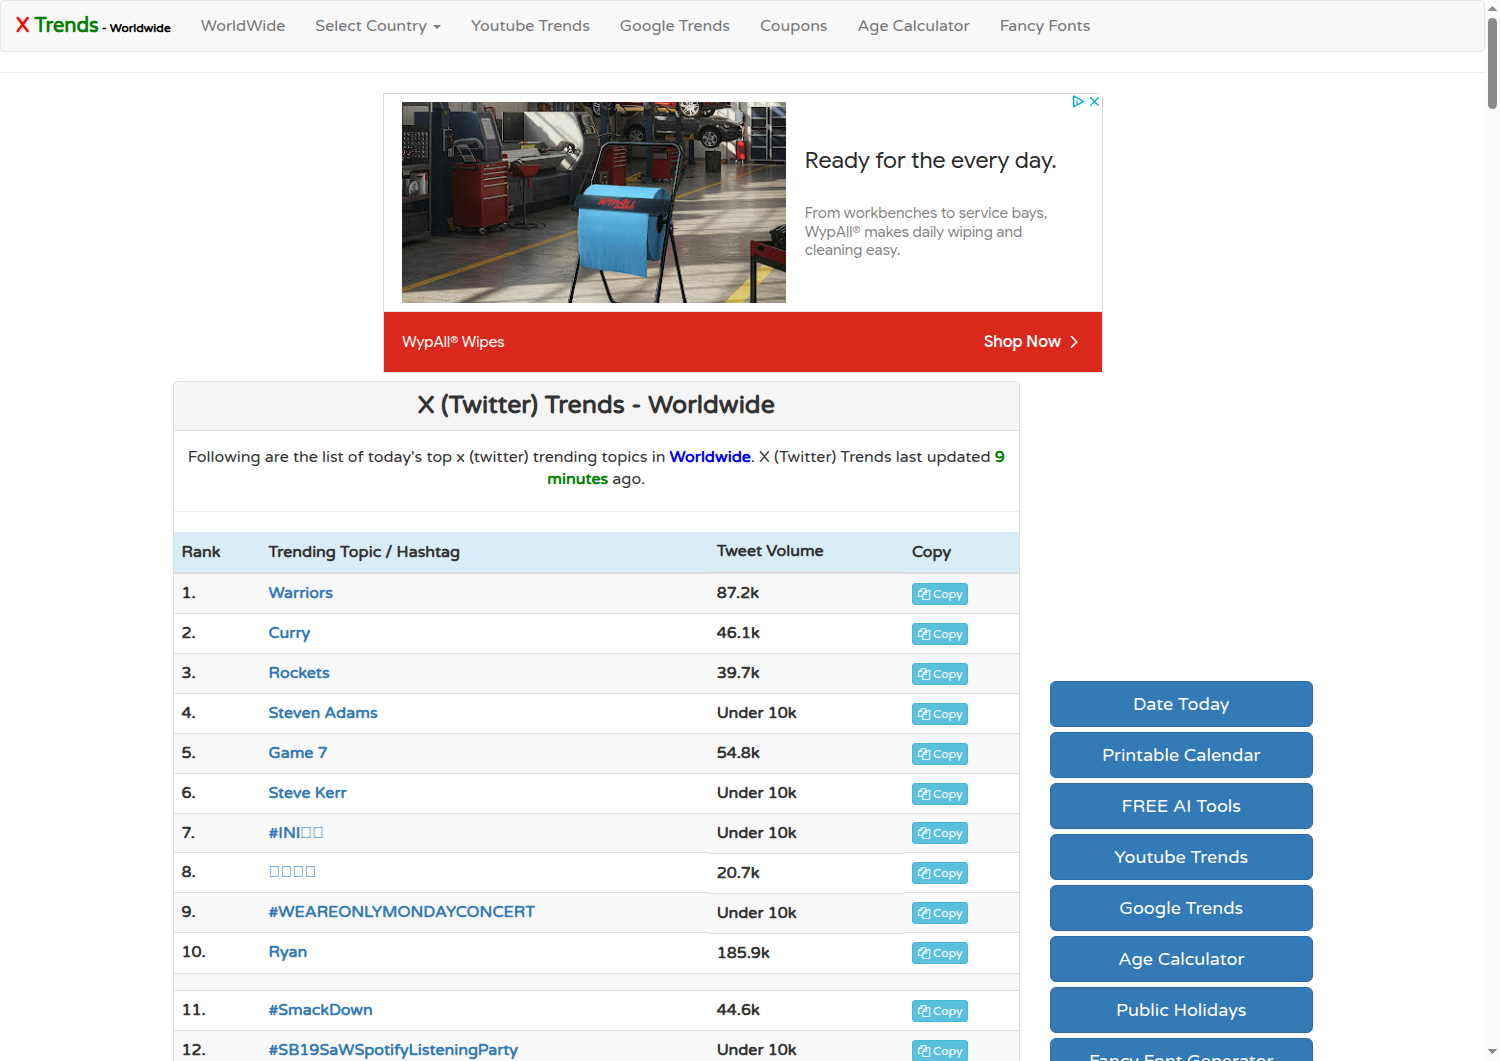 X Trends - Worldwide
WorldWide
Select Country
Youtube Trends
Google Trends
Coupons
Age Calculator
Fancy Fonts
WYPALL
Ready for the every day.
From workbenches to service bays,
WypAll® makes daily wiping and
cleaning easy.
WypAll® Wipes
Shop Now
X (Twitter) Trends - Worldwide
Following are the list of today's top x (twitter) trending topics in Worldwide. X (Twitter) Trends last updated 9
minutes ago.
Rank Trending Topic / Hashtag Tweet Volume Copy
1. Warriors 87.2k Copy
2. Curry 46.1k Copy
3. Rockets 39.7k Copy
4. Steven Adams Under 10k Copy
5. Game 7 54.8k Copy
6. Steve Kerr Under 10k Copy
7. #INI Under 10k Copy
8. 20.7k Copy
9. #WEAREONLYMONDAYCONCERT Under 10k Copy
10. Ryan 185.9k Copy
11. #SmackDown 44.6k Copy
12. #SB19SaWSpotifyListeningParty Under 10k Copy
Date Today
Printable Calendar
FREE AI Tools
Youtube Trends
Google Trends
Age Calculator
Public Holidays
Fancy Font Generator